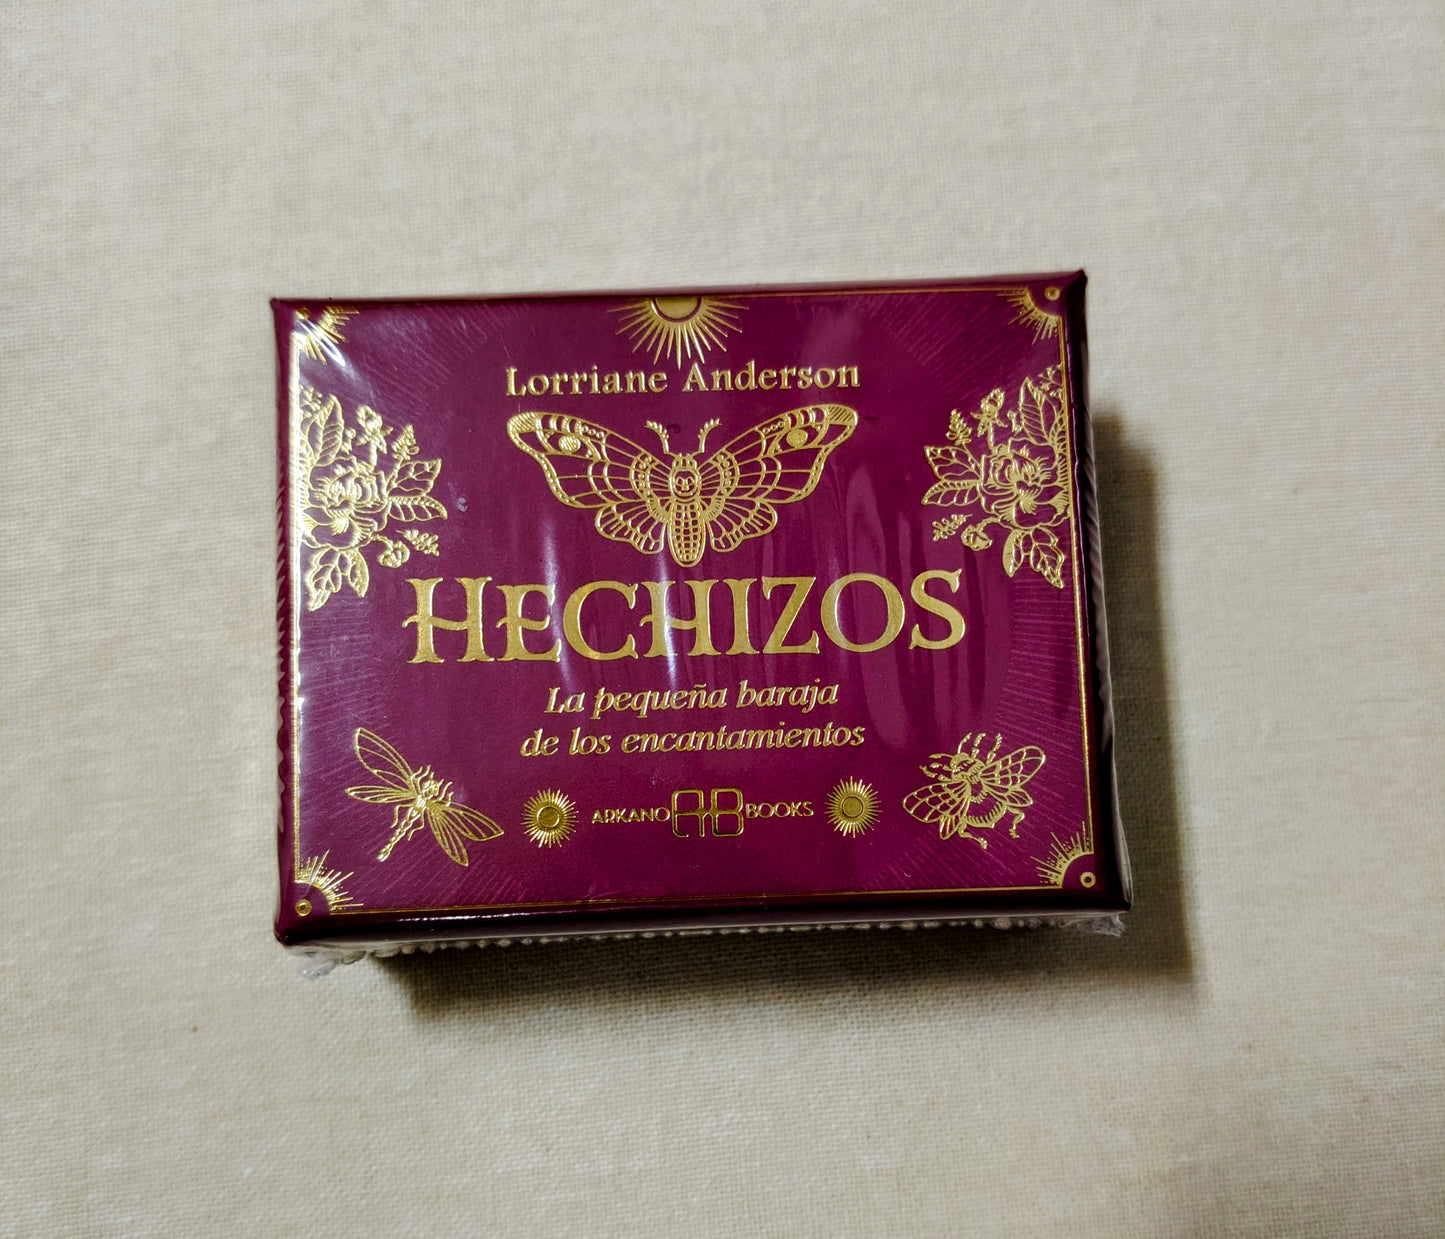 Lorriane Anderson
HECHIZOS
La pequeña baraja
de los encantamientos
ARKANO AB BOOKS